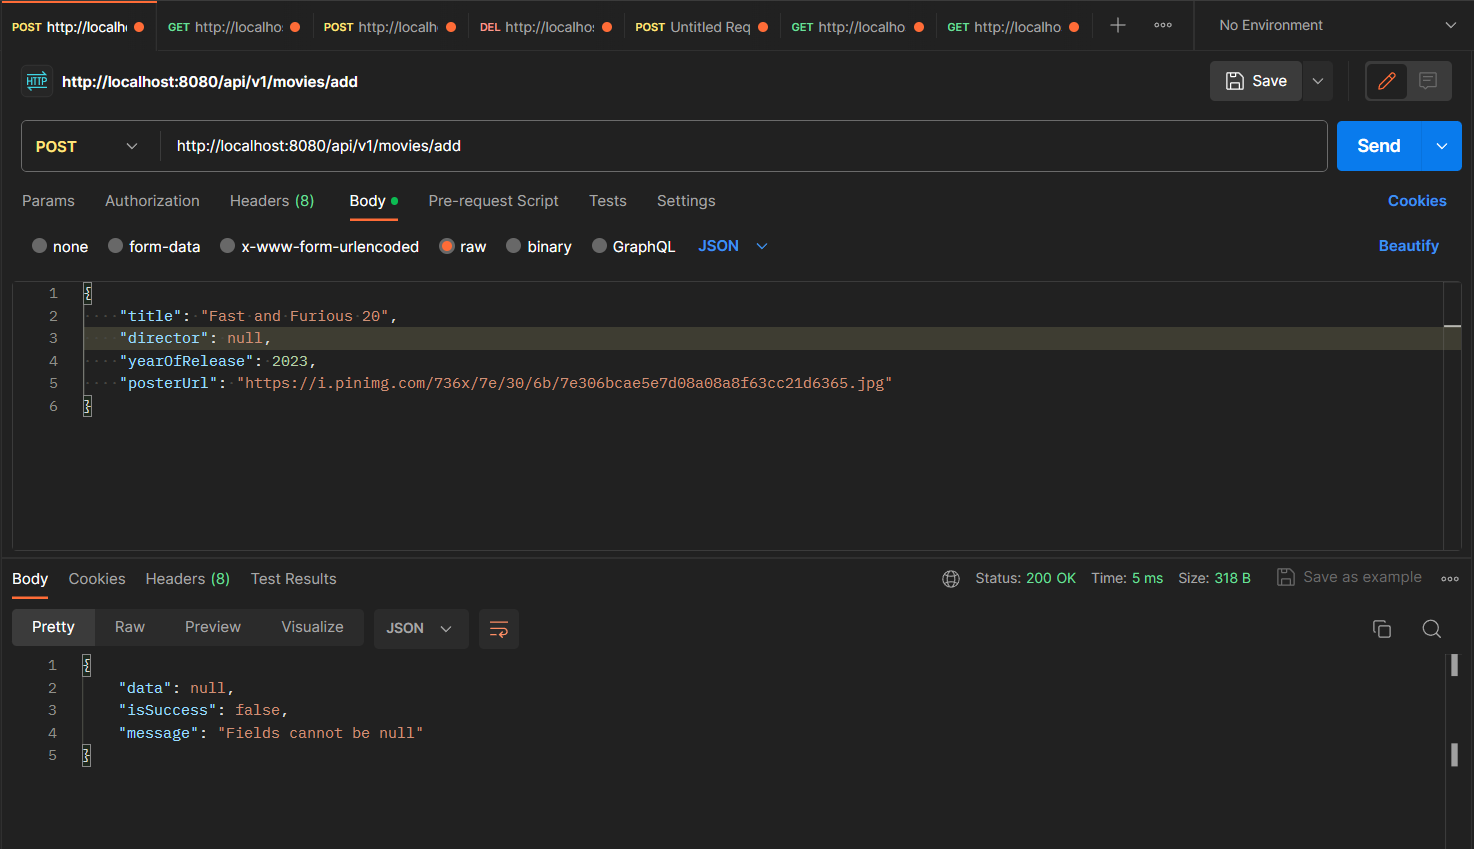 POST http://localh GET http://localhos POST http://localh DEL http://localhos POST Untitled Req GET http://localho GET http://localho No Environment
HTTP http://localhost:8080/api/v1/movies/add Save
POST http://localhost:8080/api/v1/movies/add Send
Params Authorization Headers (8) Body Pre-request Script Tests Settings Cookies
none form-data x-www-form-urlencoded raw binary GraphQL JSON Beautify
1 {
2 "title": "Fast and Furious 20",
3 "director": null,
4 "yearOfRelease": 2023,
5 "posterUrl": "https://i.pinimg.com/736x/7e/30/6b/7e306bcae5e7d08a08a8f63cc21d6365.jpg"
6 }
Body Cookies Headers (8) Test Results Status: 200 OK Time: 5 ms Size: 318 B Save as example
Pretty Raw Preview Visualize JSON
1 {
2 "data": null,
3 "isSuccess": false,
4 "message": "Fields cannot be null"
5 }